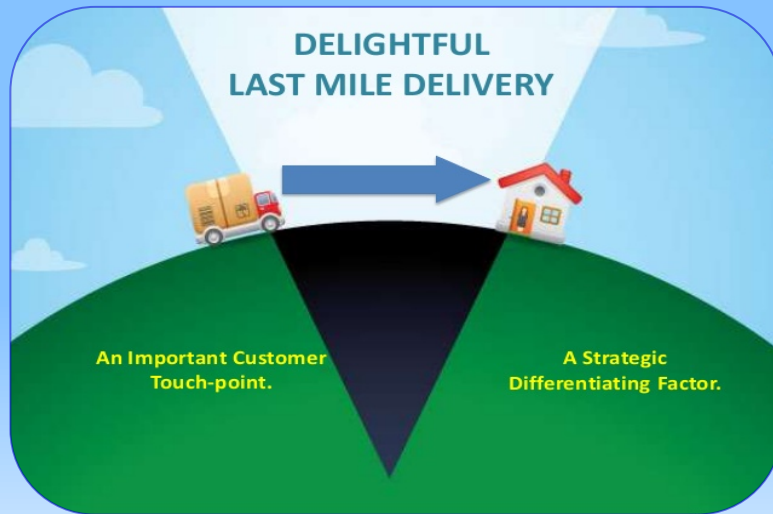 DELIGHTFUL
LAST MILE DELIVERY
An Important Customer
Touch-point.
A Strategic
Differentiating Factor.